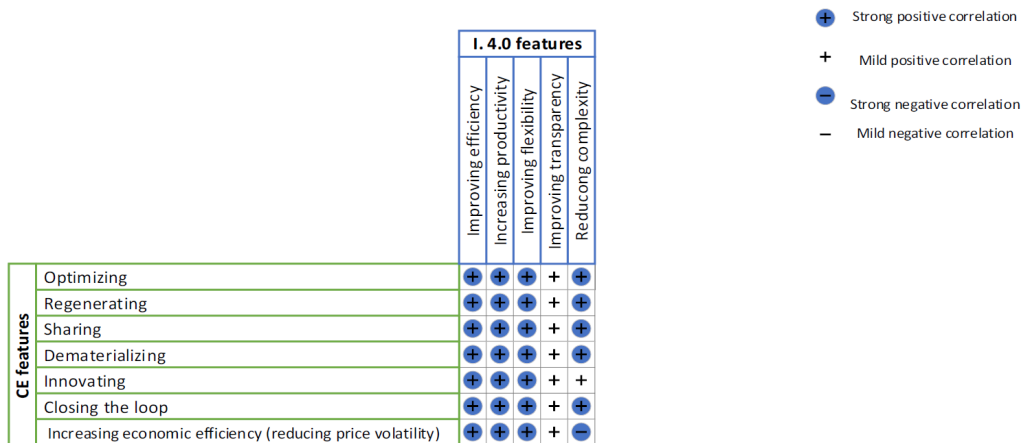 Strong positive correlation
+ Mild positive correlation
Strong negative correlation
– Mild negative correlation
I. 4.0 features
Improving efficiency
Increasing productivity
Improving flexibility
Improving transparency
Reducong complexity
CE features
Optimizing + + + + +
Regenerating + + + + +
Sharing + + + + +
Dematerializing + + + + +
Innovating + + + + +
Closing the loop + + + + +
Increasing economic efficiency (reducing price volatility) + + + + –